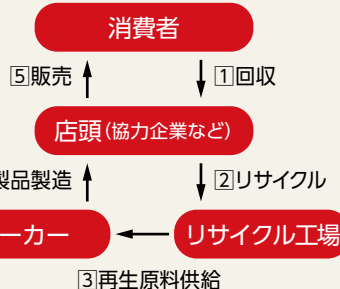 消費者
5販売
1回収
店頭(協力企業など)
製品製造
2リサイクル
ーカー
リサイクル工場
3再生原料供給